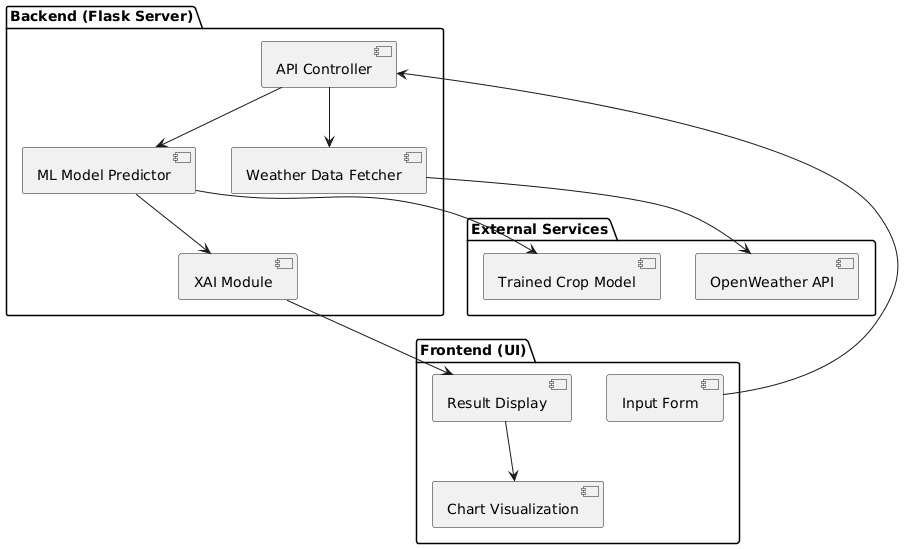 Backend (Flask Server)
API Controller
ML Model Predictor
Weather Data Fetcher
XAI Module
External Services
Trained Crop Model
OpenWeather API
Frontend (UI)
Result Display
Input Form
Chart Visualization